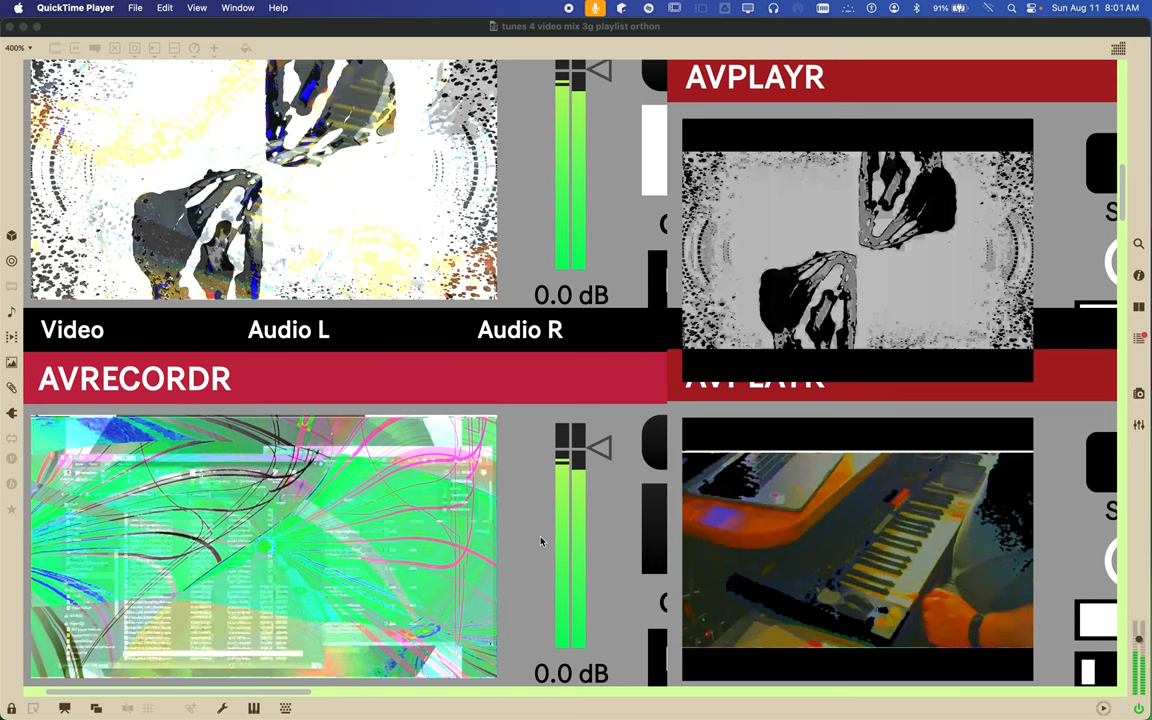 QuickTime Player File Edit View Window Help 91% Sun Aug 11 8:01 AM
tunes 4 video mix 3g playlist orthon
400%
AVPLAYR
0.0 dB
Video Audio L Audio R
AVRECORDR
AVPLAYR
0.0 dB